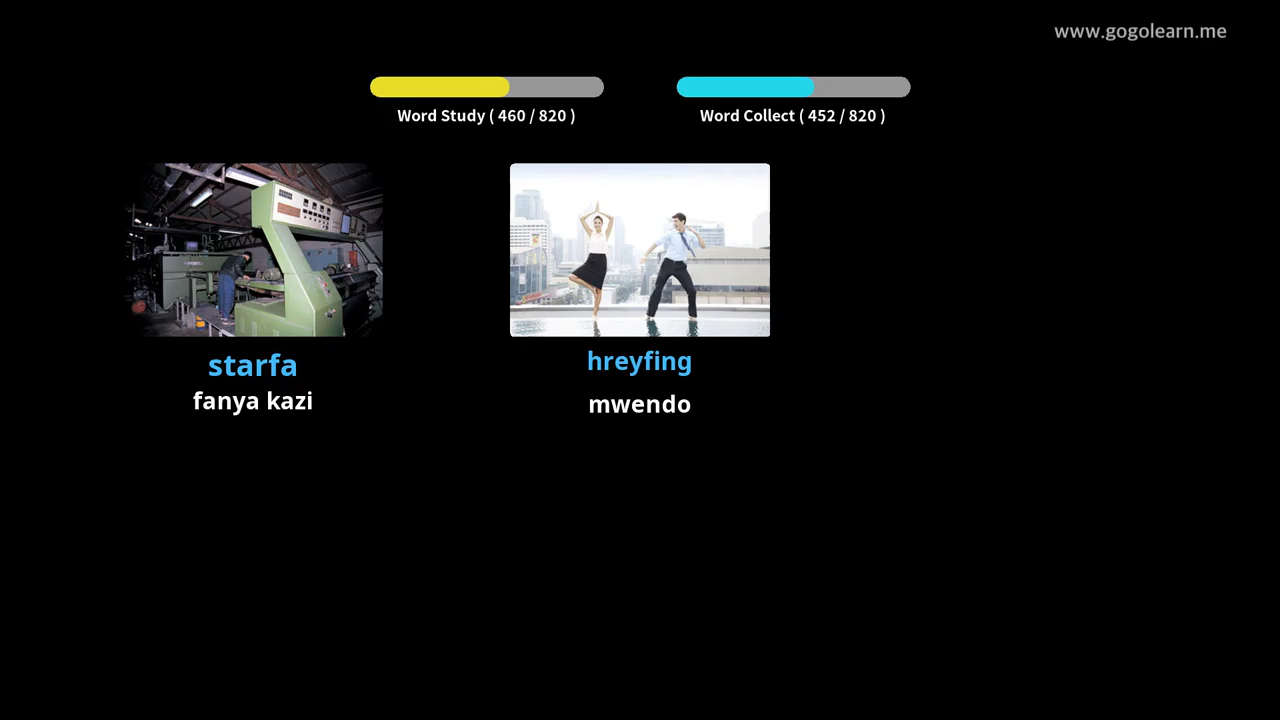 www.gogolearn.me
Word Study ( 460 / 820 )
Word Collect ( 452 / 820 )
starfa
fanya kazi
hreyfing
mwendo